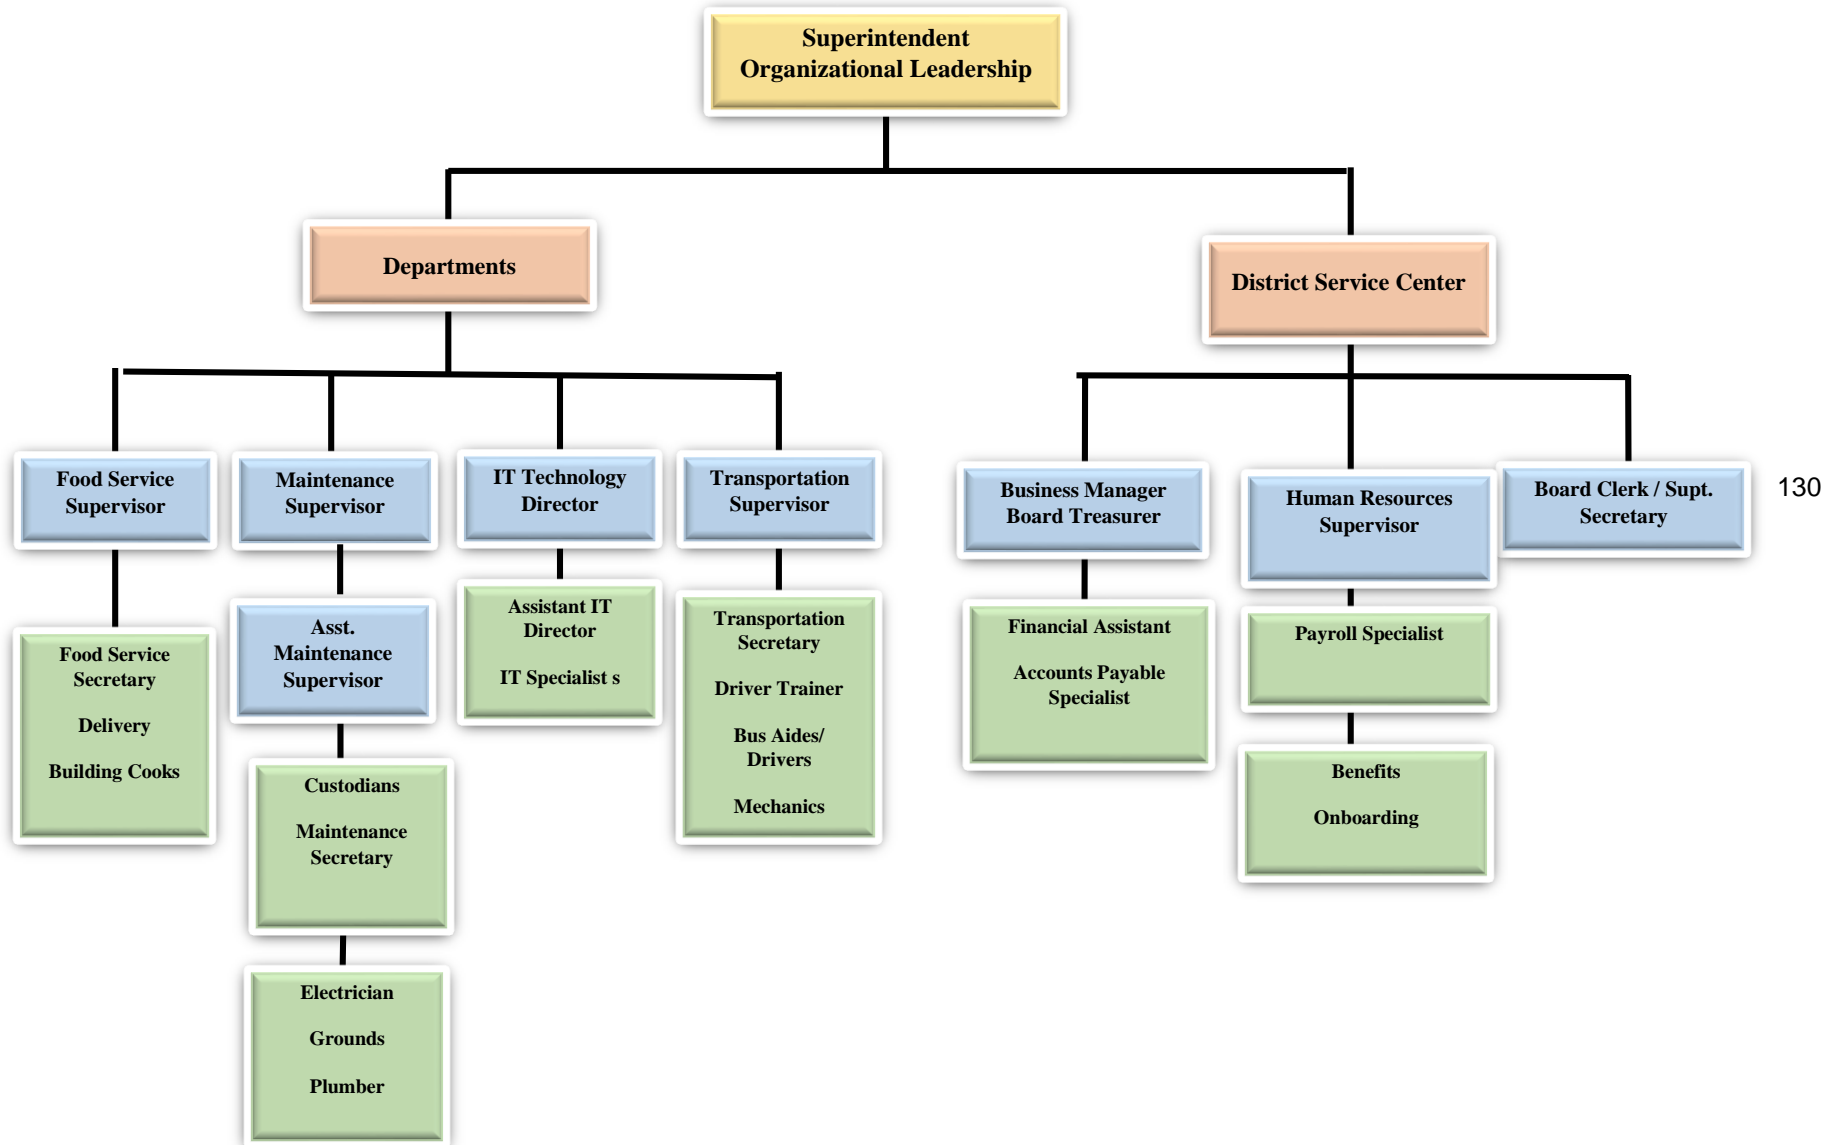 Superintendent
Organizational Leadership
Departments
District Service Center
Food Service
Supervisor
Maintenance
Supervisor
IT Technology
Director
Transportation
Supervisor
Business Manager
Board Treasurer
Human Resources
Supervisor
Board Clerk / Supt.
Secretary
130
Food Service
Secretary
Delivery
Building Cooks
Asst.
Maintenance
Supervisor
Custodians
Maintenance
Secretary
Electrician
Grounds
Plumber
Assistant IT
Director
IT Specialist s
Transportation
Secretary
Driver Trainer
Bus Aides/
Drivers
Mechanics
Financial Assistant
Accounts Payable
Specialist
Payroll Specialist
Benefits
Onboarding